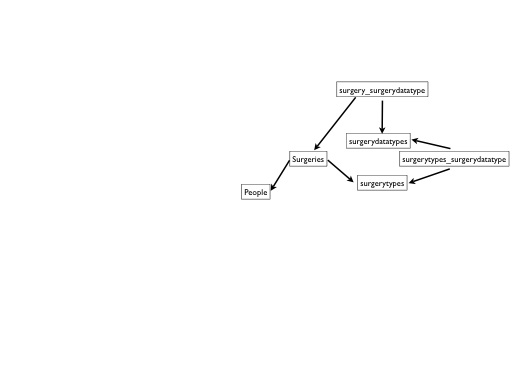 surgery_surgerydatatype
surgerydatatypes
Surgeries
surgerytypes_surgerydatatype
surgerytypes
People